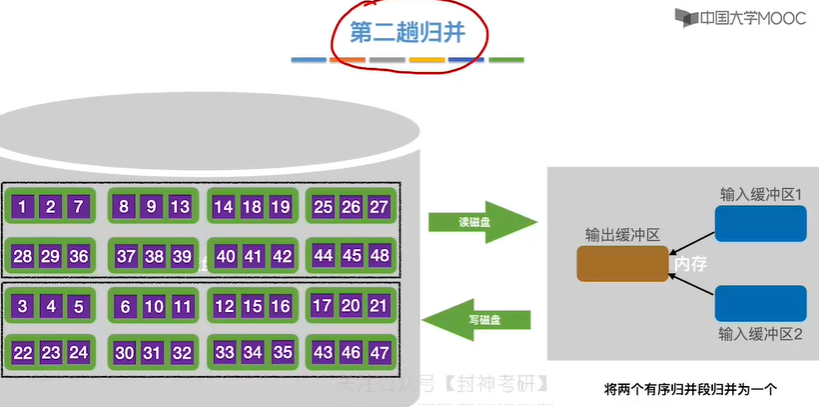 第二趟归并
中国大学MOOC
1 2 7 8 9 13 14 18 19 25 26 27
28 29 36 37 38 39 40 41 42 44 45 48
3 4 5 6 10 11 12 15 16 17 20 21
22 23 24 30 31 32 33 34 35 43 46 47
读磁盘
写磁盘
输入缓冲区1
输出缓冲区
内存
输入缓冲区2
将两个有序归并段归并为一个
公众号【封神考研】